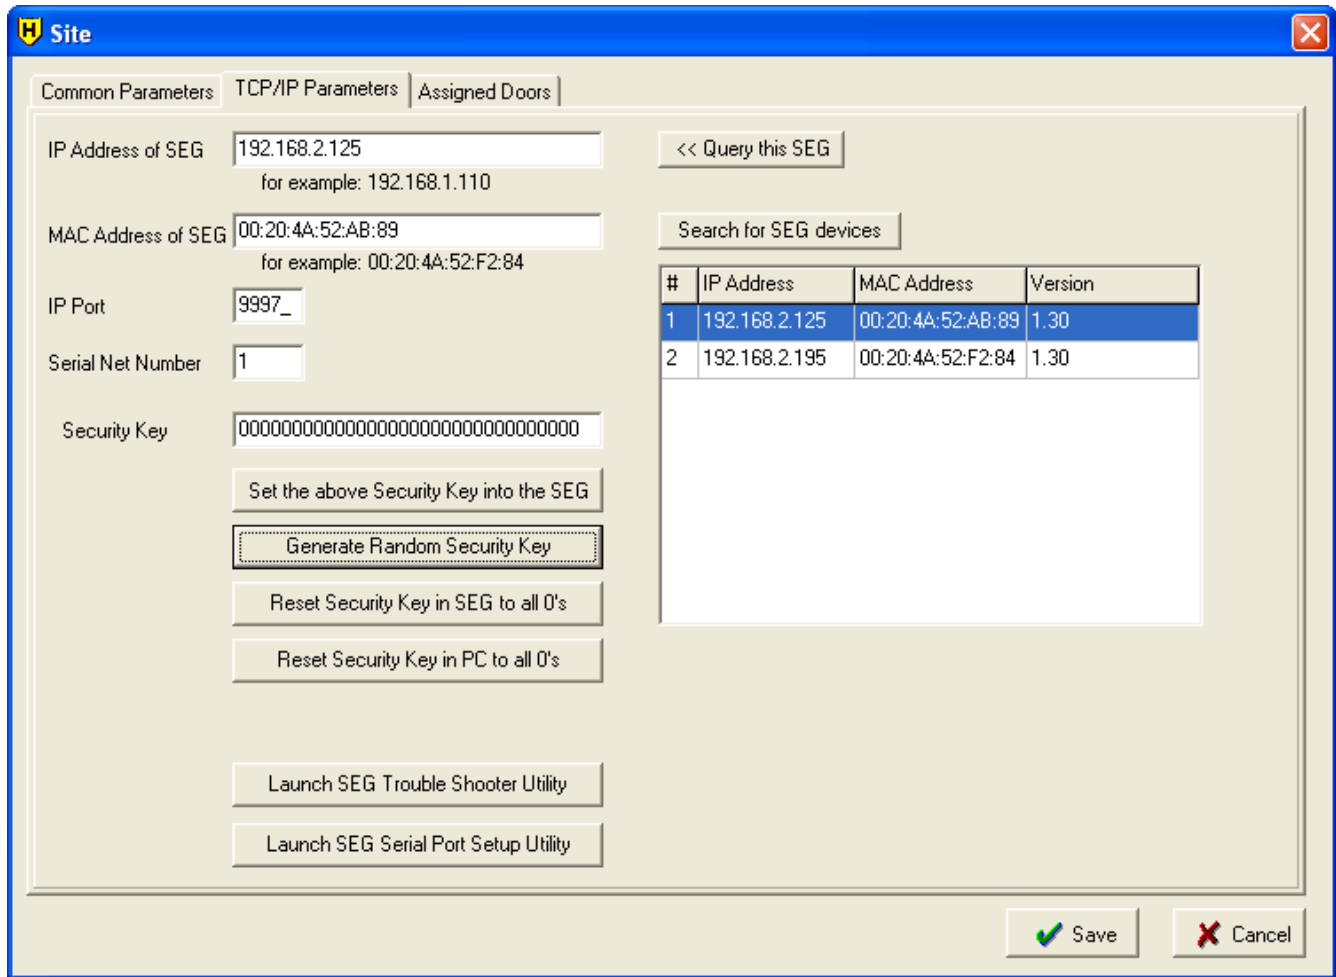 H Site
Common Parameters TCP/IP Parameters Assigned Doors
IP Address of SEG 192.168.2.125 << Query this SEG
for example: 192.168.1.110
MAC Address of SEG 00:20:4A:52:AB:89 Search for SEG devices
for example: 00:20:4A:52:F2:84
# IP Address MAC Address Version
IP Port 9997_
1 192.168.2.125 00:20:4A:52:AB:89 1.30
Serial Net Number 1
2 192.168.2.195 00:20:4A:52:F2:84 1.30
Security Key 00000000000000000000000000000000
Set the above Security Key into the SEG
Generate Random Security Key
Reset Security Key in SEG to all 0's
Reset Security Key in PC to all 0's
Launch SEG Trouble Shooter Utility
Launch SEG Serial Port Setup Utility
Save Cancel